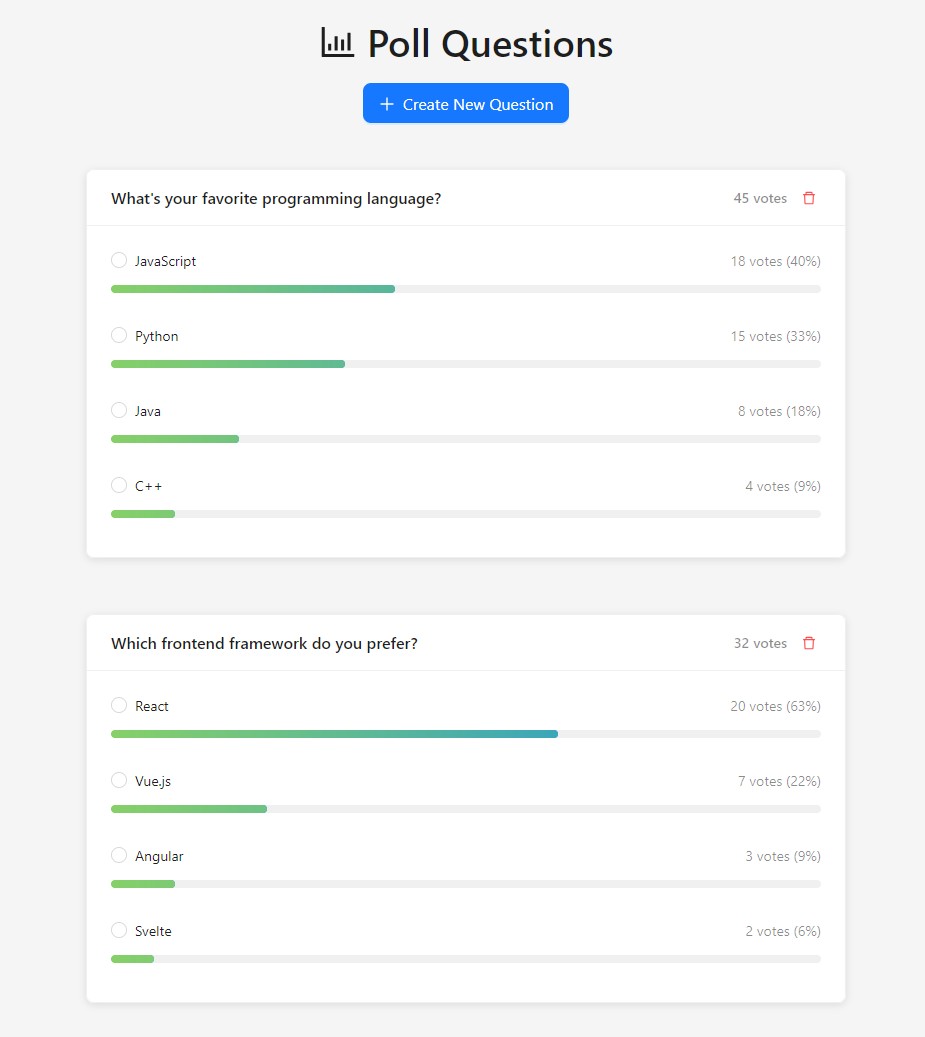 Poll Questions
Create New Question
What's your favorite programming language? 45 votes
JavaScript 18 votes (40%)
Python 15 votes (33%)
Java 8 votes (18%)
C++ 4 votes (9%)
Which frontend framework do you prefer? 32 votes
React 20 votes (63%)
Vue.js 7 votes (22%)
Angular 3 votes (9%)
Svelte 2 votes (6%)